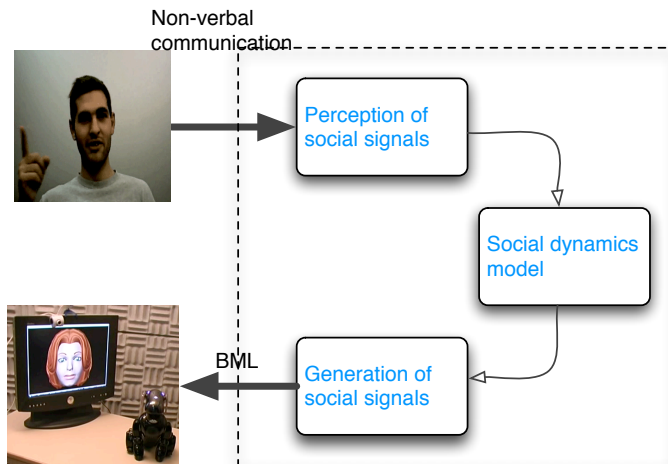 Non-verbal
communication
Perception of
social signals
Social dynamics
model
BML
Generation of
social signals